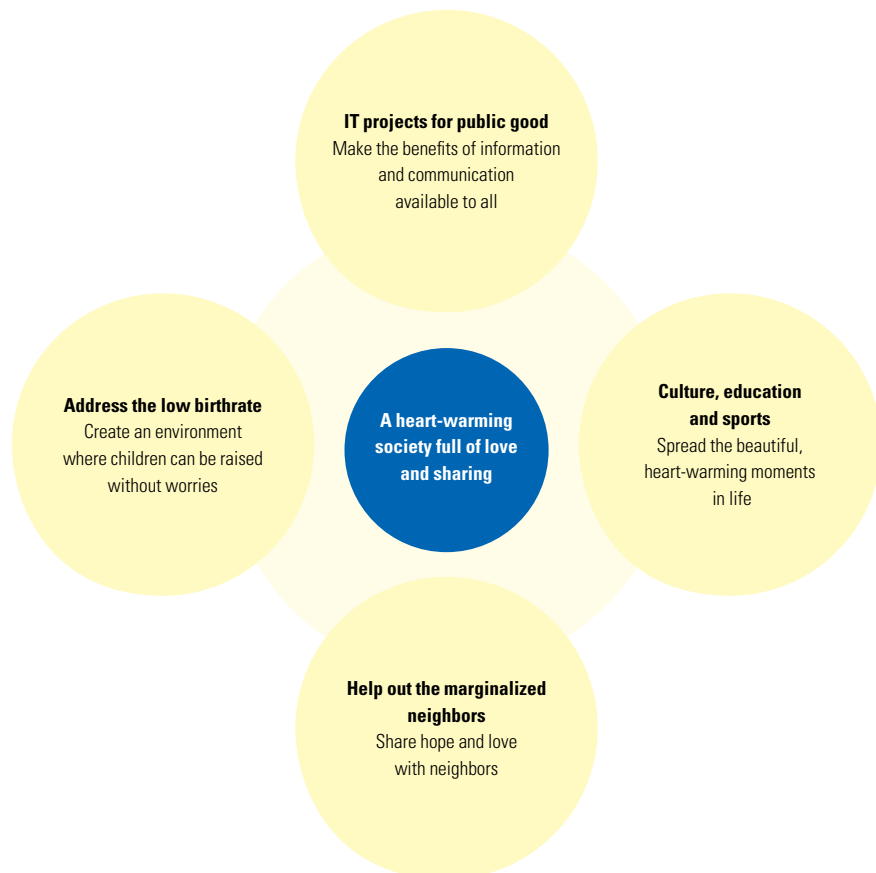 IT projects for public good
Make the benefits of information
and communication
available to all
Address the low birthrate
Create an environment
where children can be raised
without worries
A heart-warming
society full of love
and sharing
Culture, education
and sports
Spread the beautiful,
heart-warming moments
in life
Help out the marginalized
neighbors
Share hope and love
with neighbors